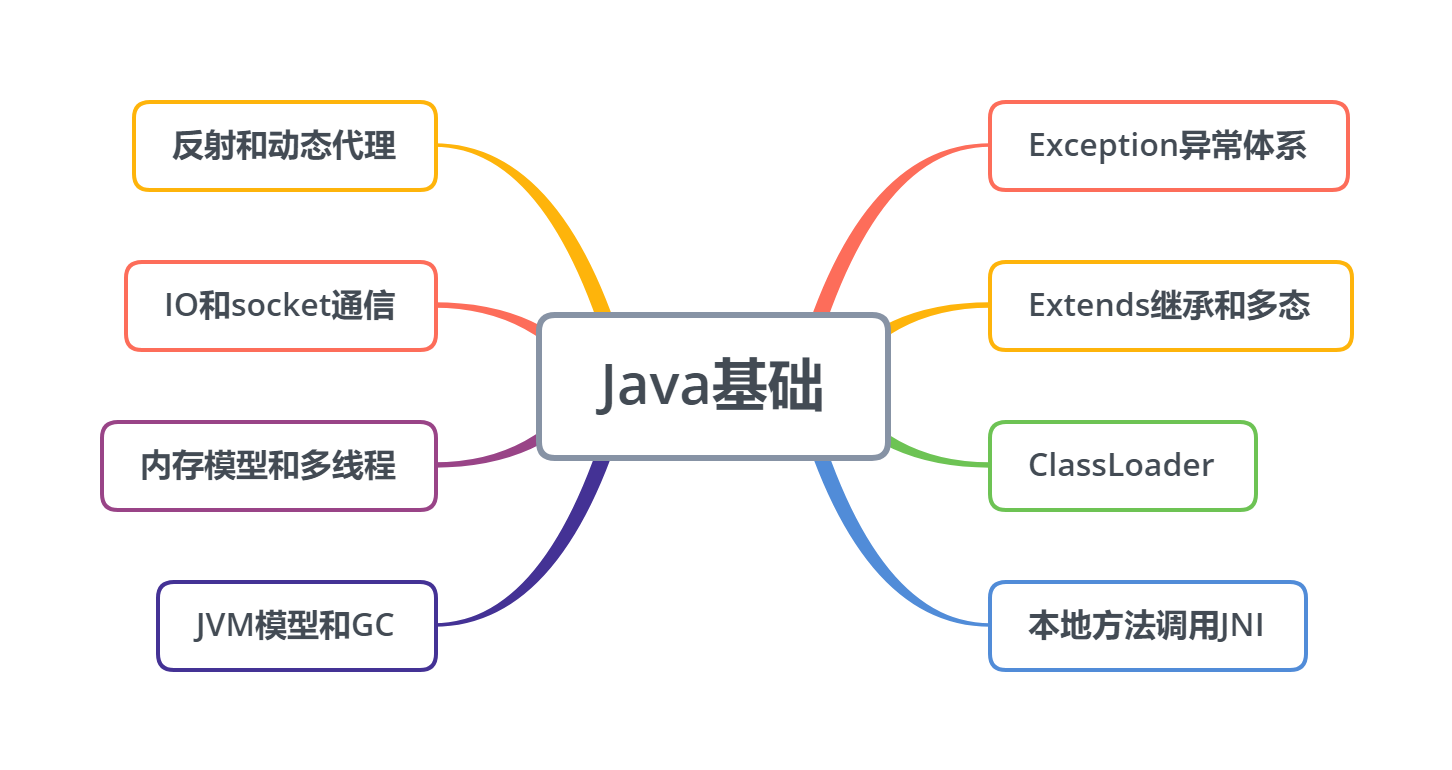 反射和动态代理
Exception异常体系
IO和socket通信
Extends继承和多态
Java基础
内存模型和多线程
ClassLoader
JVM模型和GC
本地方法调用JNI